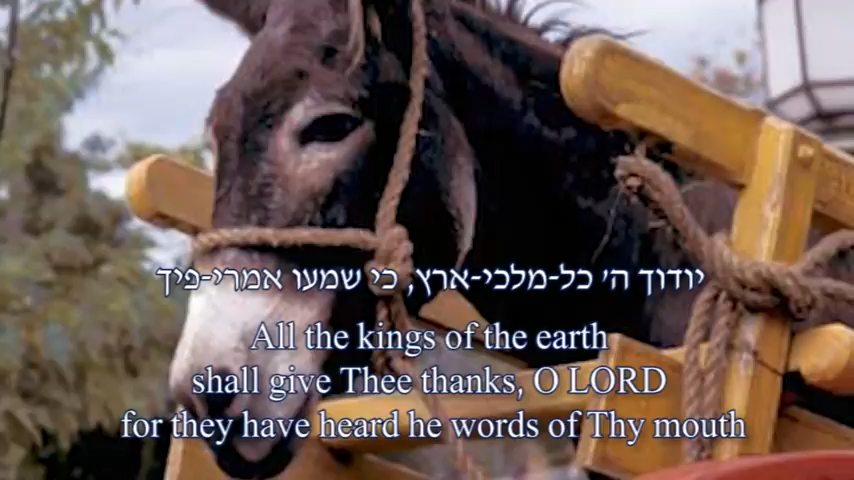 יודוך ה' כל-מלכי-ארץ, כי שמעו אמרי-פיך
All the kings of the earth
shall give Thee thanks, O LORD
for they have heard he words of Thy mouth